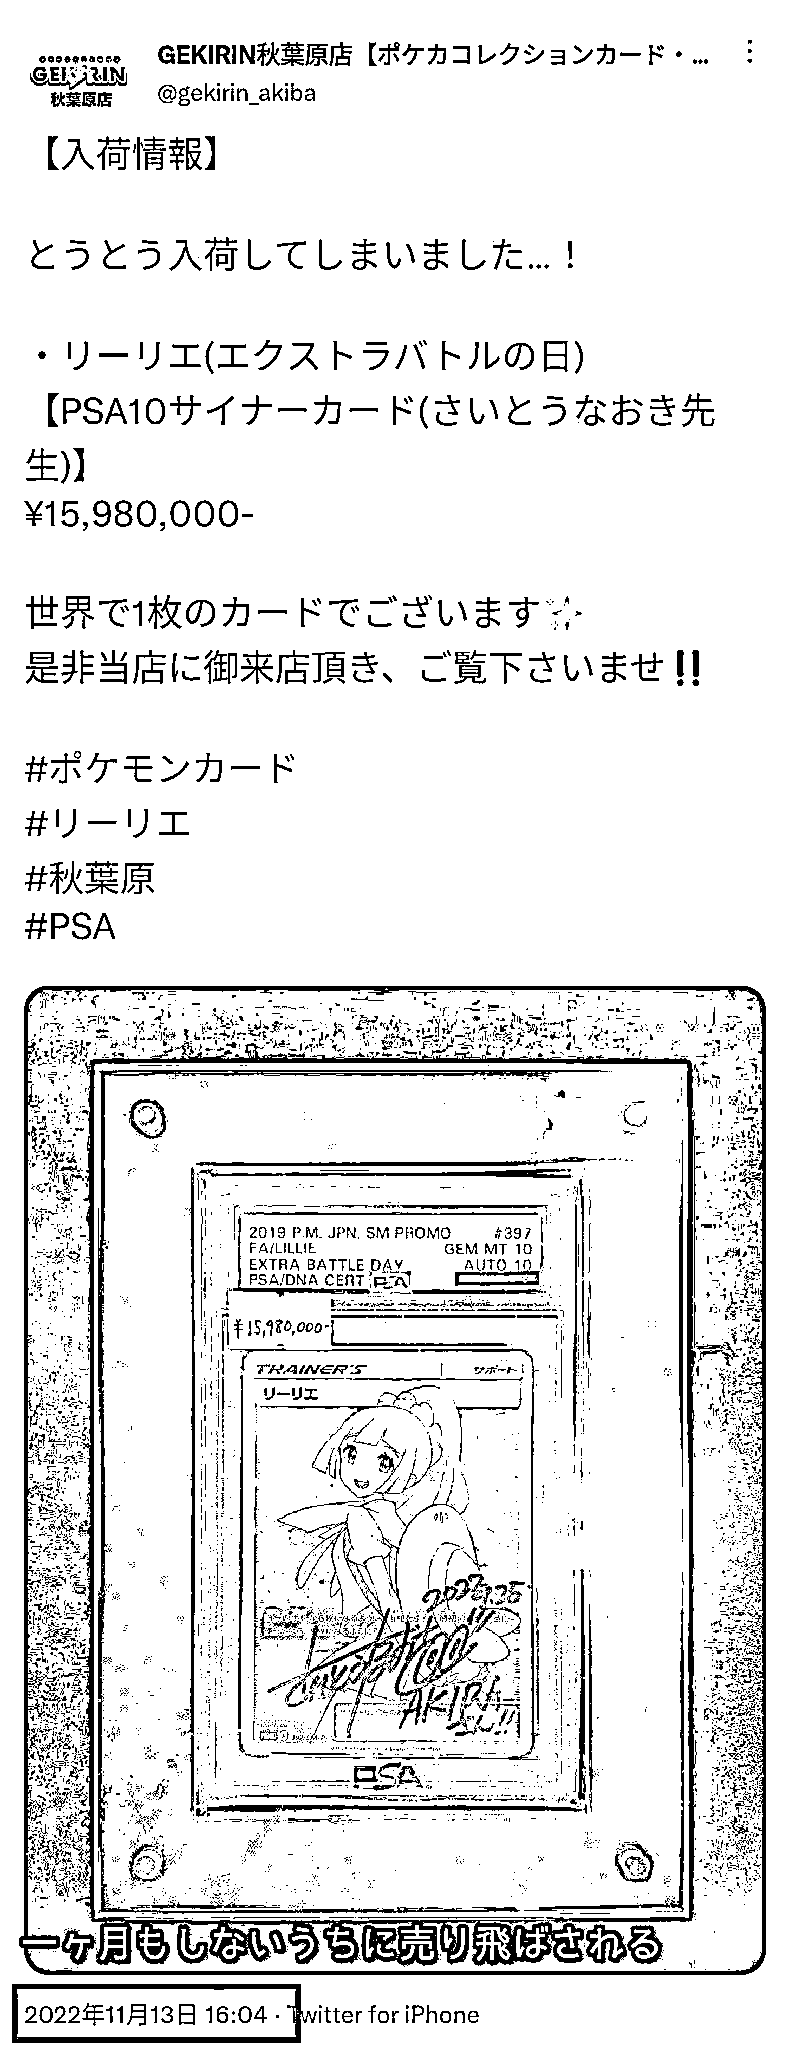 GEKIRIN秋葉原店【ポケカコレクションカード・...
GEKIRIN
秋葉原店
@gekirin_akiba
【入荷情報】
とうとう入荷してしまいました...！
・リーリエ(エクストラバトルの日)
【PSA10サイナーカード(さいとうなおき先
生)】
¥15,980,000-
世界で1枚のカードでございます✨
是非当店に御来店頂き、ご覧下さいませ‼️
#ポケモンカード
#リーリエ
#秋葉原
#PSA
2019 P.M. JPN. SM PROMO #397
FA/LILLIE GEM MT 10
EXTRA BATTLE DAY AUTO 10
PSA/DNA CERT PSA
¥15,980,000-
TRAINER'S サポート
リーリエ
AKIRA
さん!!
PSA
一ヶ月もしないうちに売り飛ばされる
2022年11月13日 16:04 · Twitter for iPhone